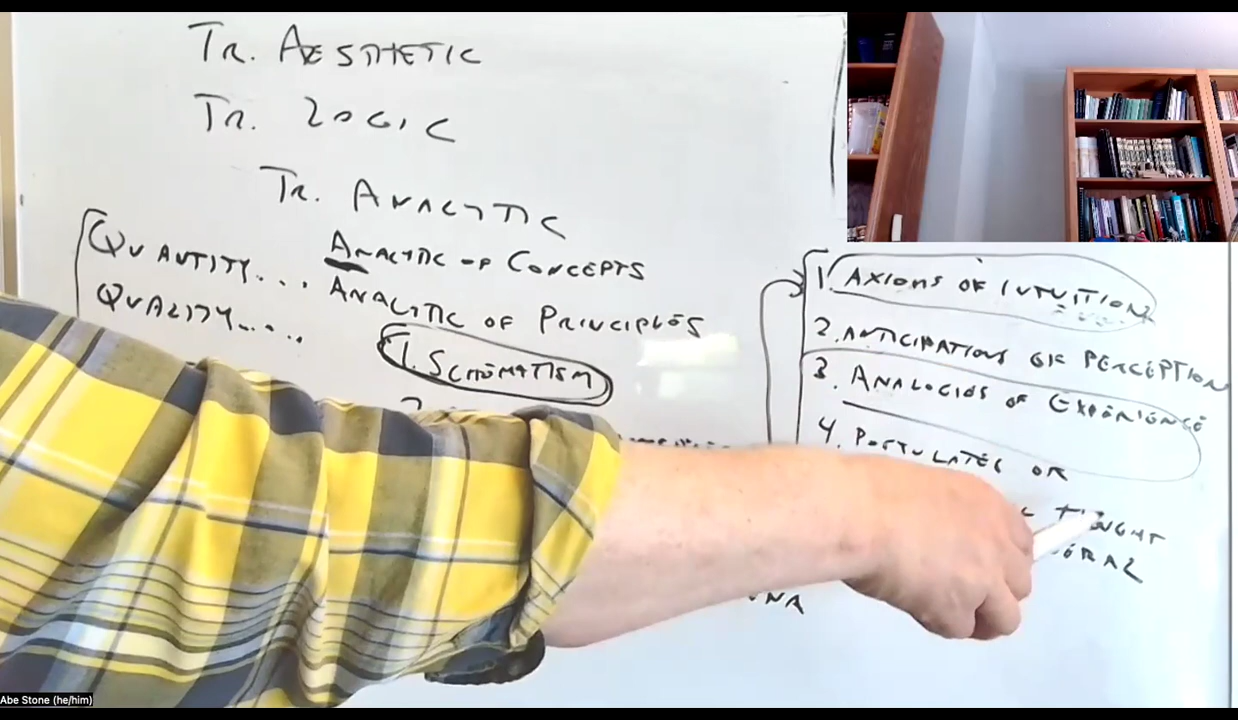 TR. AESTHETIC
TR. LOGIC
TR. ANALYTIC
QUANTITY... ANALYTIC OF CONCEPTS
QUALITY..... ANALYTIC OF PRINCIPLES
1. SCHEMATISM
2.
1. AXIOMS OF INTUITION
2. ANTICIPATIONS OF PERCEPTION
3. ANALOGIES OF EXPERIENCE
4. POSTULATES OF
THOUGHT
Abe Stone (he/him)